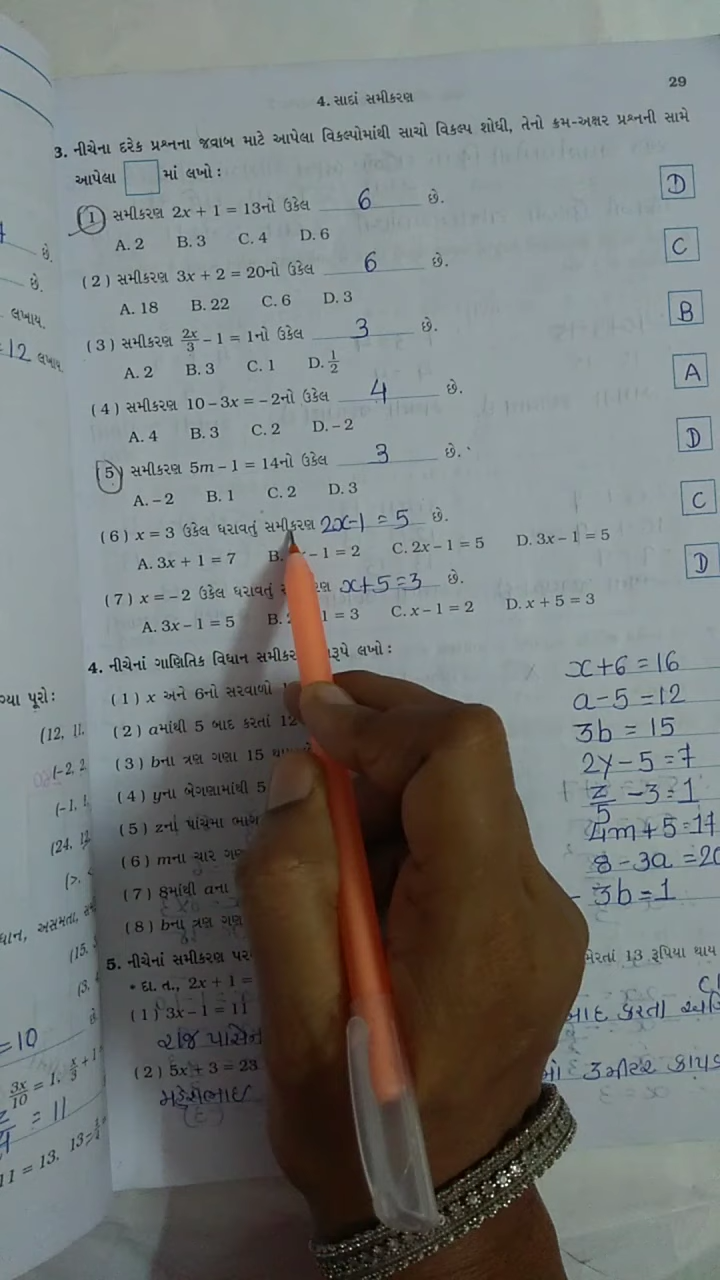 29
4. સાદાં સમીકરણ
3. નીચેના દરેક પ્રશ્નના જવાબ માટે આપેલા વિકલ્પોમાંથી સાચો વિકલ્પ શોધી, તેનો ક્રમ-અક્ષર પ્રશ્નની સામે
આપેલા માં લખો :
(1) સમીકરણ 2x + 1 = 13નો ઉકેલ 6 છે. D
A. 2 B. 3 C. 4 D. 6
(2) સમીકરણ 3x + 2 = 20નો ઉકેલ 6 છે. C
A. 18 B. 22 C. 6 D. 3
(3) સમીકરણ 2x/3 − 1 = 1નો ઉકેલ 3 છે. B
A. 2 B. 3 C. 1 D. 1/2
(4) સમીકરણ 10 − 3x = −2નો ઉકેલ 4 છે. A
A. 4 B. 3 C. 2 D. − 2
(5) સમીકરણ 5m − 1 = 14નો ઉકેલ 3 છે. D
A. − 2 B. 1 C. 2 D. 3
(6) x = 3 ઉકેલ ધરાવતું સમીકરણ 2x-1 = 5 છે. C
A. 3x + 1 = 7 B. − 1 = 2 C. 2x − 1 = 5 D. 3x − 1 = 5
(7) x = −2 ઉકેલ ધરાવતું x+5=3 છે. D
A. 3x − 1 = 5 B. 1 = 3 C. x − 1 = 2 D. x + 5 = 3
4. નીચેનાં ગાણિતિક વિધાન લખો :
(1) x અને 6નો સરવાળો x+6=16
(2) aમાંથી 5 બાદ કરતાં 12 a-5=12
(3) bના ત્રણ ગણા 15 3b = 15
(4) yના બેગણામાંથી 5 2y-5=7
(5) zના પાંચમા z/5 -3=1
(6) mના ચાર 4m+5=17
(7) 8માંથી aના 8-3a=20
(8) bના ત્રણ 3b=1
5. નીચેનાં સમીકરણ 13 રૂપિયા થાય
• દા. ત., 2x + 1 =
(1) 3x − 1 = 11 બાદ કરતા
રાજ
(2) 5x + 3 = 23